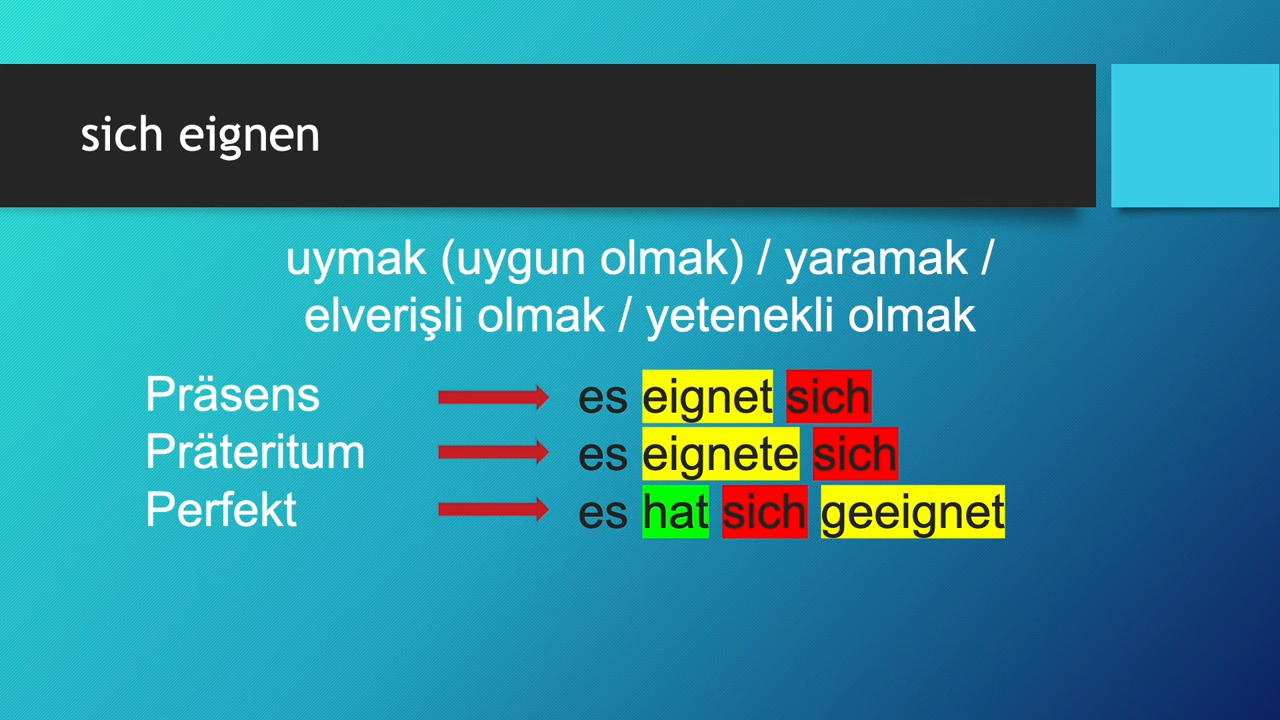 sich eignen
uymak (uygun olmak) / yaramak /
elverişli olmak / yetenekli olmak
Präsens es eignet sich
Präteritum es eignete sich
Perfekt es hat sich geeignet